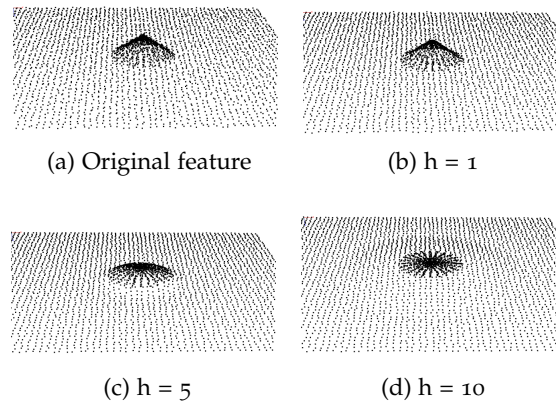 (a) Original feature
(b) h = 1
(c) h = 5
(d) h = 10